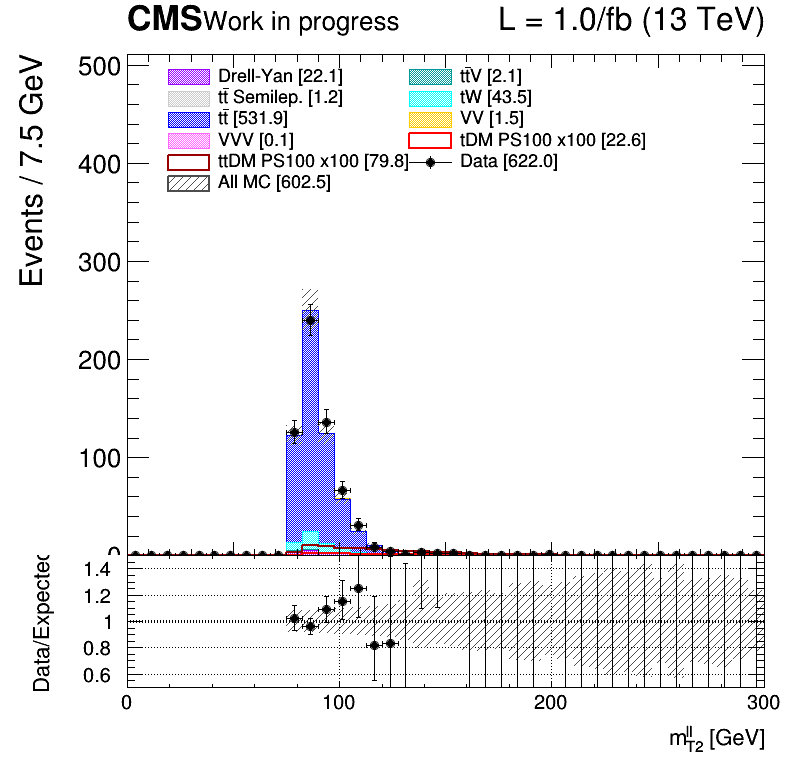 CMS Work in progress L = 1.0/fb (13 TeV)
Events / 7.5 GeV
500
400
300
200
100
0
Drell-Yan [22.1] tt̄V [2.1]
tt̄ Semilep. [1.2] tW [43.5]
tt̄ [531.9] VV [1.5]
VVV [0.1] tDM PS100 x100 [22.6]
ttDM PS100 x100 [79.8] Data [622.0]
All MC [602.5]
Data/Expected
1.4
1.2
1
0.8
0.6
0 100 200 300
m_T2^ll [GeV]